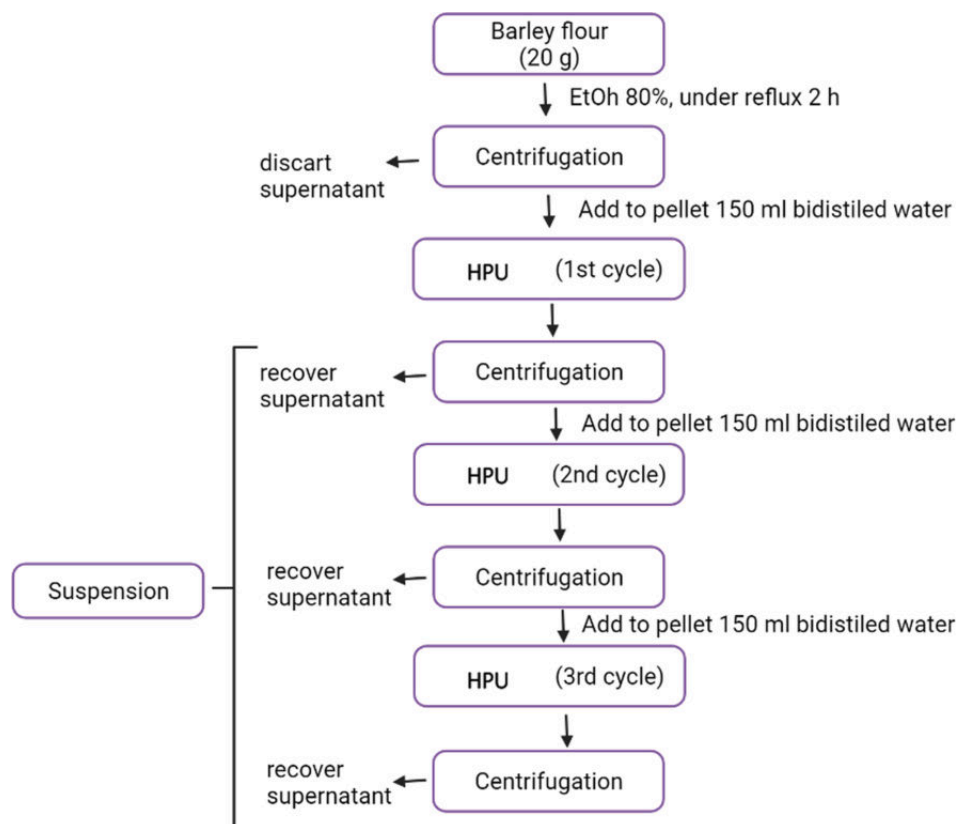 Barley flour
(20 g)
EtOh 80%, under reflux 2 h
Centrifugation
discart
supernatant
Add to pellet 150 ml bidistiled water
HPU (1st cycle)
Centrifugation
recover
supernatant
Add to pellet 150 ml bidistiled water
HPU (2nd cycle)
Centrifugation
recover
supernatant
Suspension
Add to pellet 150 ml bidistiled water
HPU (3rd cycle)
Centrifugation
recover
supernatant